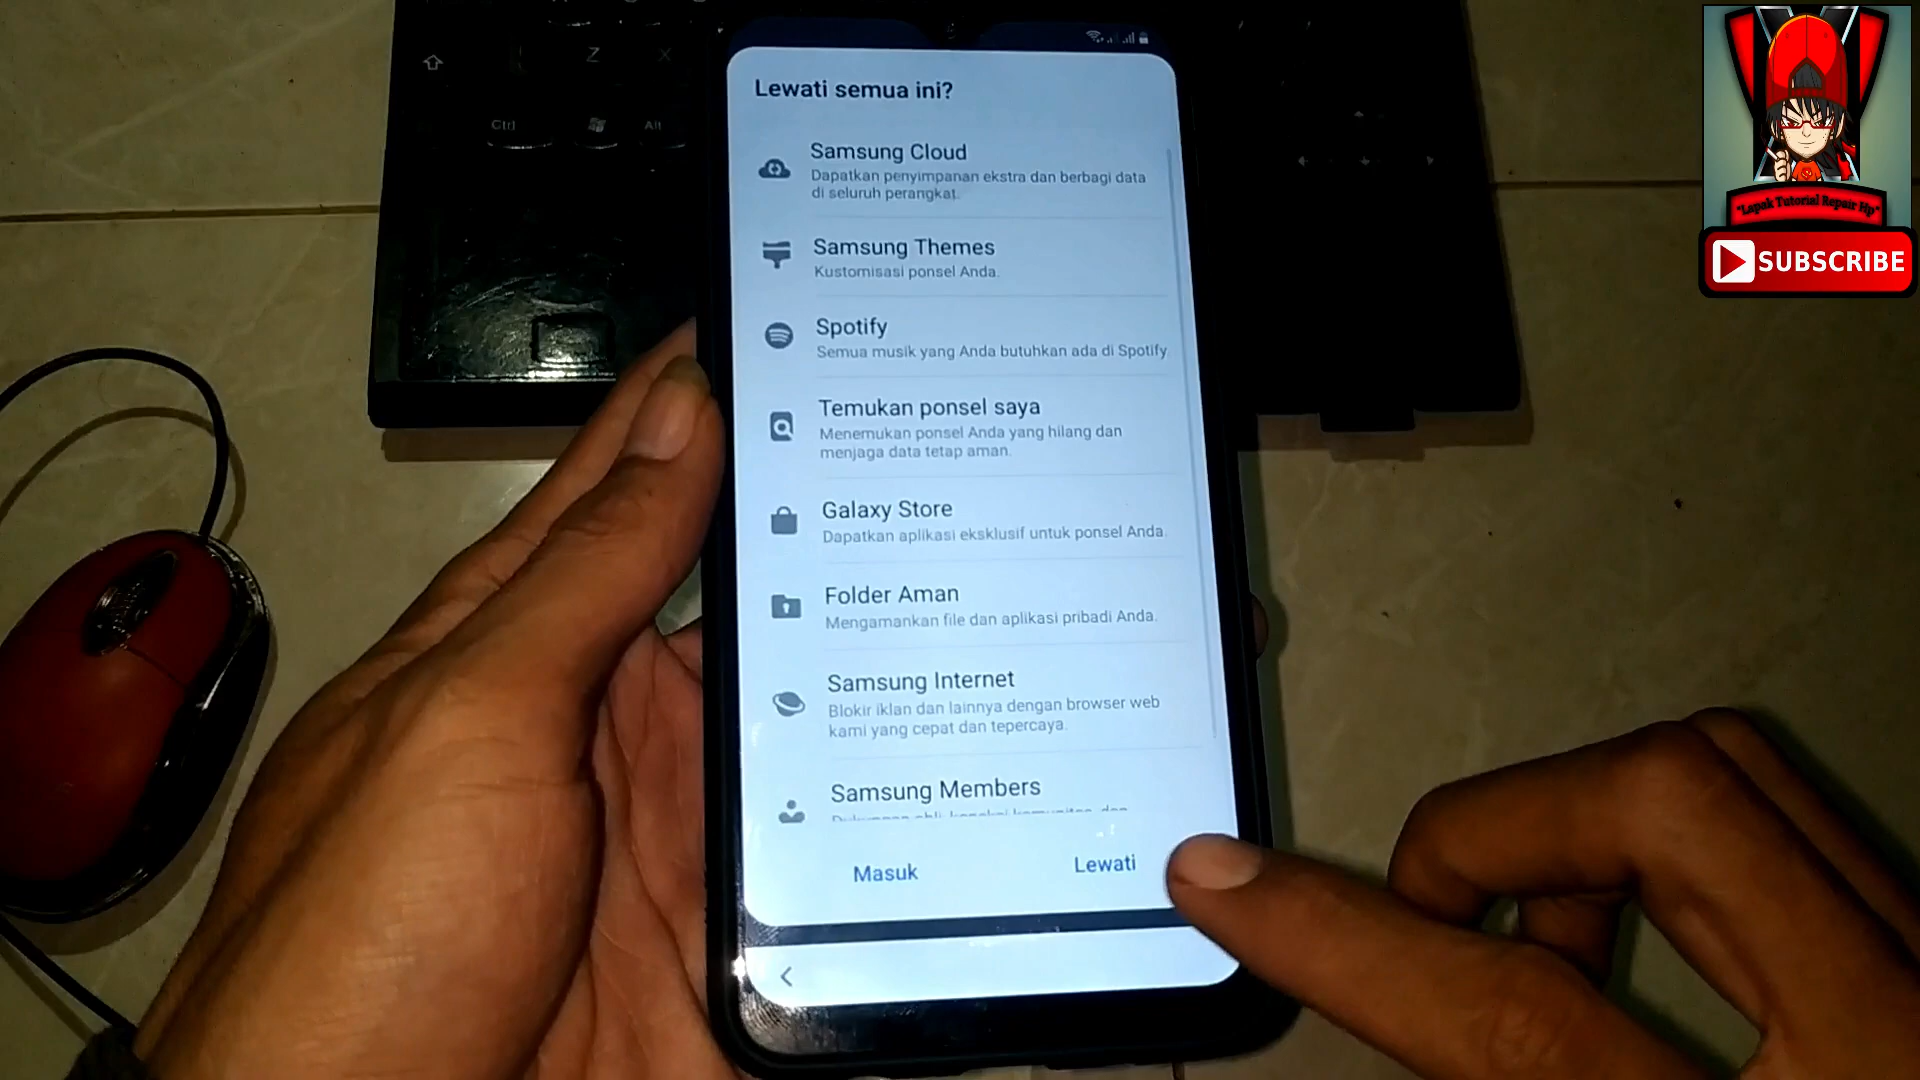 Z
X
Ctrl
Alt
Lewati semua ini?
Samsung Cloud
Dapatkan penyimpanan ekstra dan berbagi data
di seluruh perangkat.
Samsung Themes
Kustomisasi ponsel Anda.
Spotify
Semua musik yang Anda butuhkan ada di Spotify
Temukan ponsel saya
Menemukan ponsel Anda yang hilang dan
menjaga data tetap aman.
Galaxy Store
Dapatkan aplikasi eksklusif untuk ponsel Anda.
Folder Aman
Mengamankan file dan aplikasi pribadi Anda.
Samsung Internet
Blokir iklan dan lainnya dengan browser web
kami yang cepat dan tepercaya.
Samsung Members
Masuk
Lewati
"Lapak Tutorial Repair Hp"
SUBSCRIBE